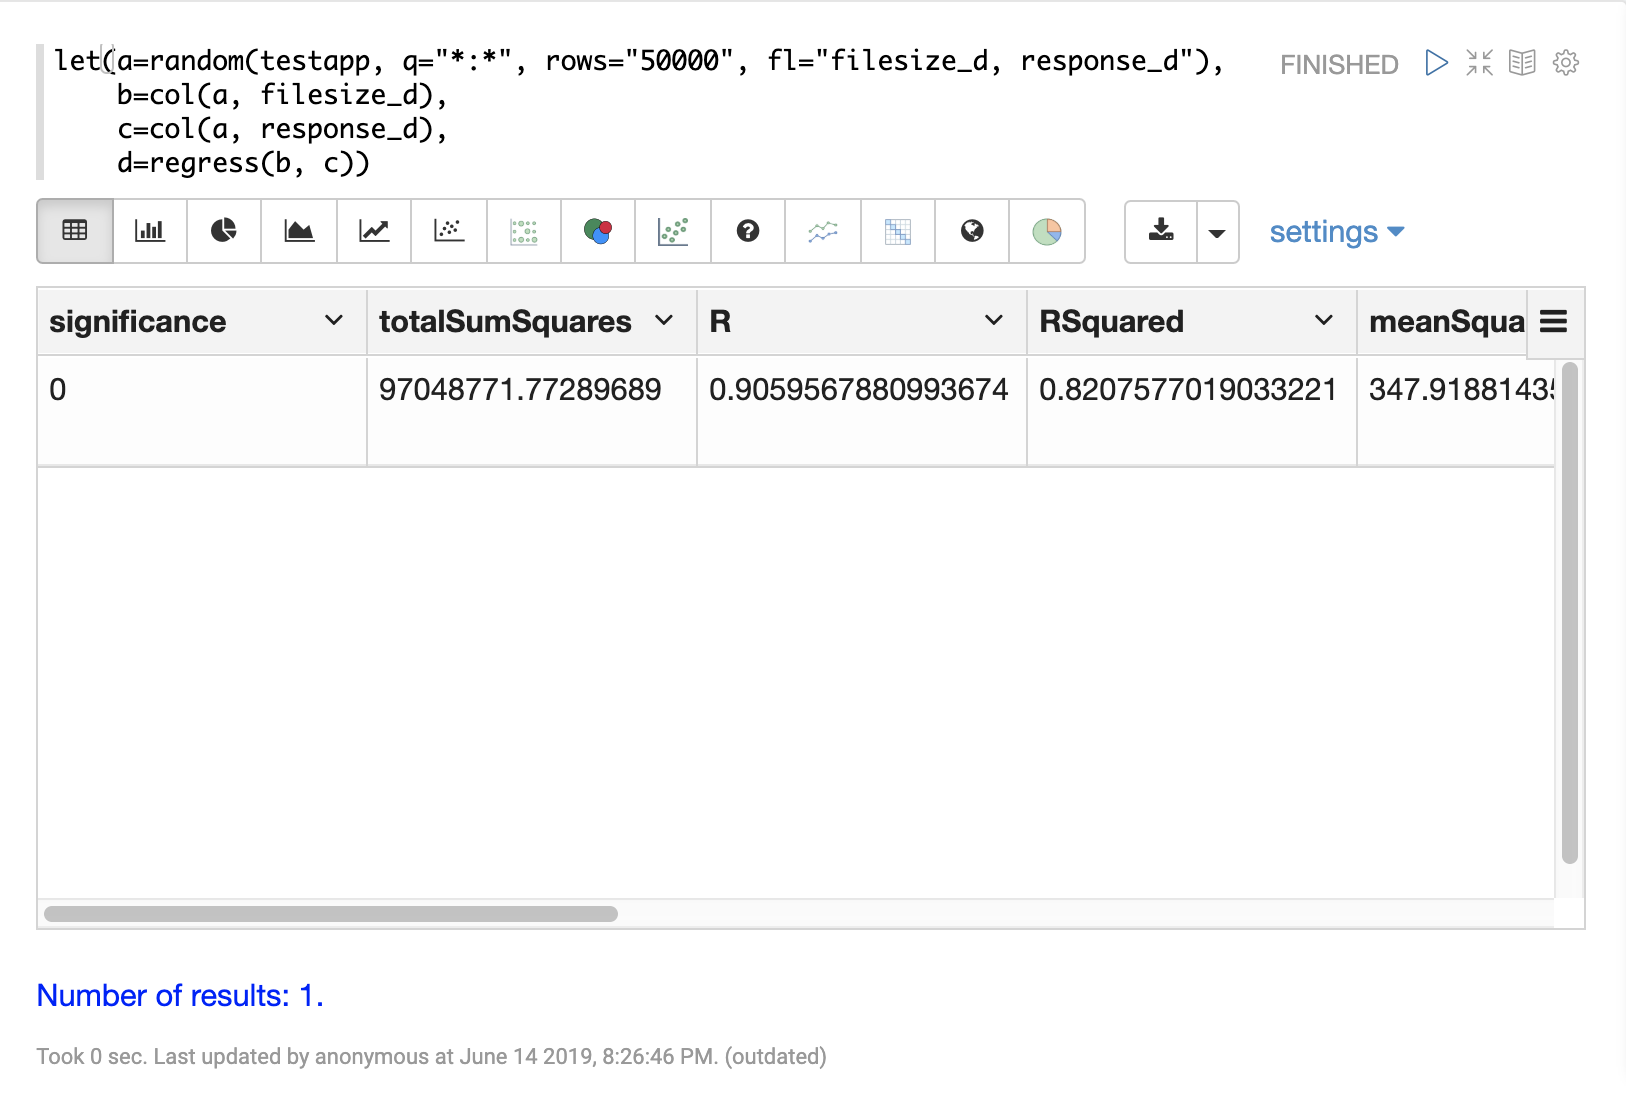 let(a=random(testapp, q="*:*", rows="50000", fl="filesize_d, response_d"),
b=col(a, filesize_d),
c=col(a, response_d),
d=regress(b, c))
FINISHED
settings
significance totalSumSquares R RSquared meanSqua
0 97048771.77289689 0.9059567880993674 0.8207577019033221 347.9188143
Number of results: 1.
Took 0 sec. Last updated by anonymous at June 14 2019, 8:26:46 PM. (outdated)